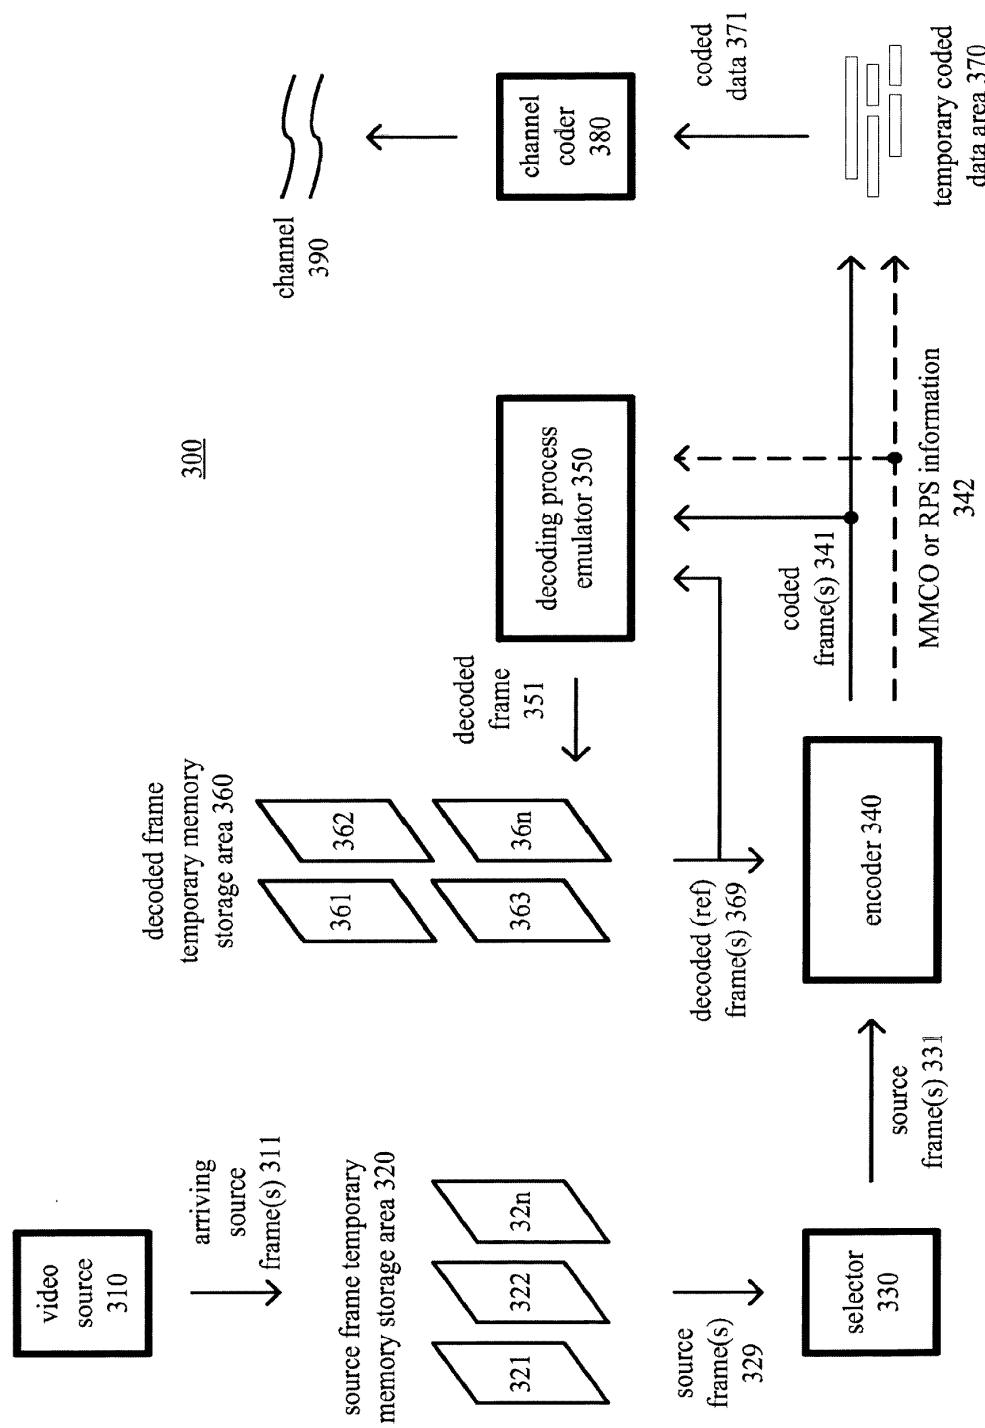 300
video
source
310
arriving
source
frame(s) 311
source frame temporary
memory storage area 320
321
322
32n
source
frame(s)
329
selector
330
source
frame(s) 331
encoder 340
decoded frame
temporary memory
storage area 360
361
362
363
36n
decoded (ref)
frame(s) 369
decoded
frame
351
decoding process
emulator 350
coded
frame(s) 341
MMCO or RPS information
342
temporary coded
data area 370
coded
data 371
channel
coder
380
channel
390